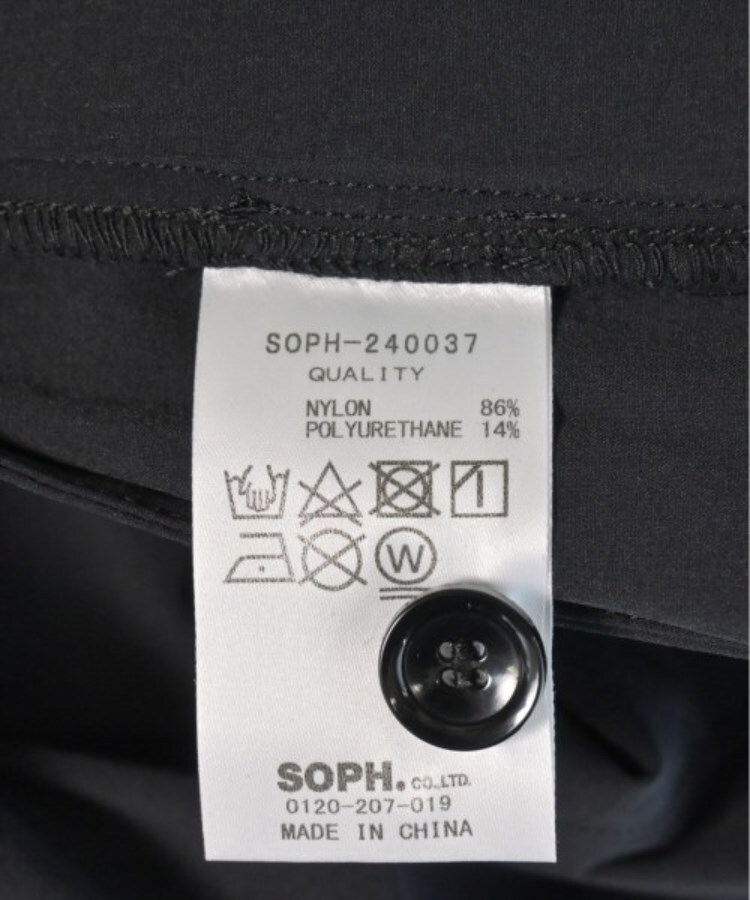 SOPH-240037
QUALITY
NYLON 86%
POLYURETHANE 14%
W
SOPH. CO.,LTD.
0120-207-019
MADE IN CHINA